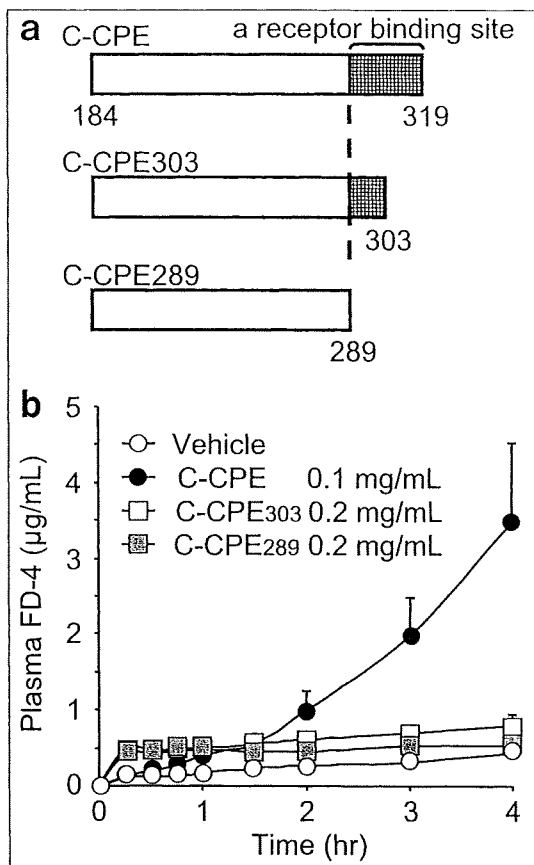 a
C-CPE
a receptor binding site
184
319
C-CPE303
303
C-CPE289
289
b
5
4
3
2
1
0
Plasma FD-4 (µg/mL)
Vehicle
C-CPE 0.1 mg/mL
C-CPE303 0.2 mg/mL
C-CPE289 0.2 mg/mL
0 1 2 3 4
Time (hr)